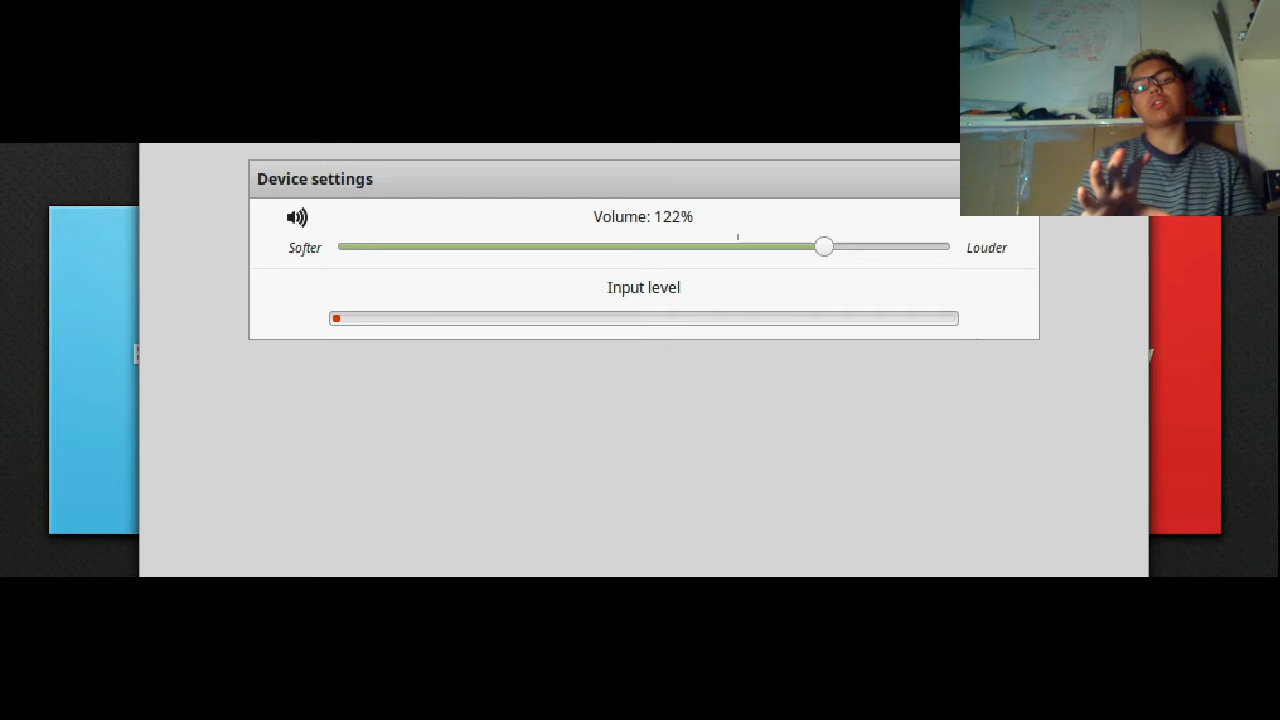 Device settings
Volume: 122%
Softer
Louder
Input level